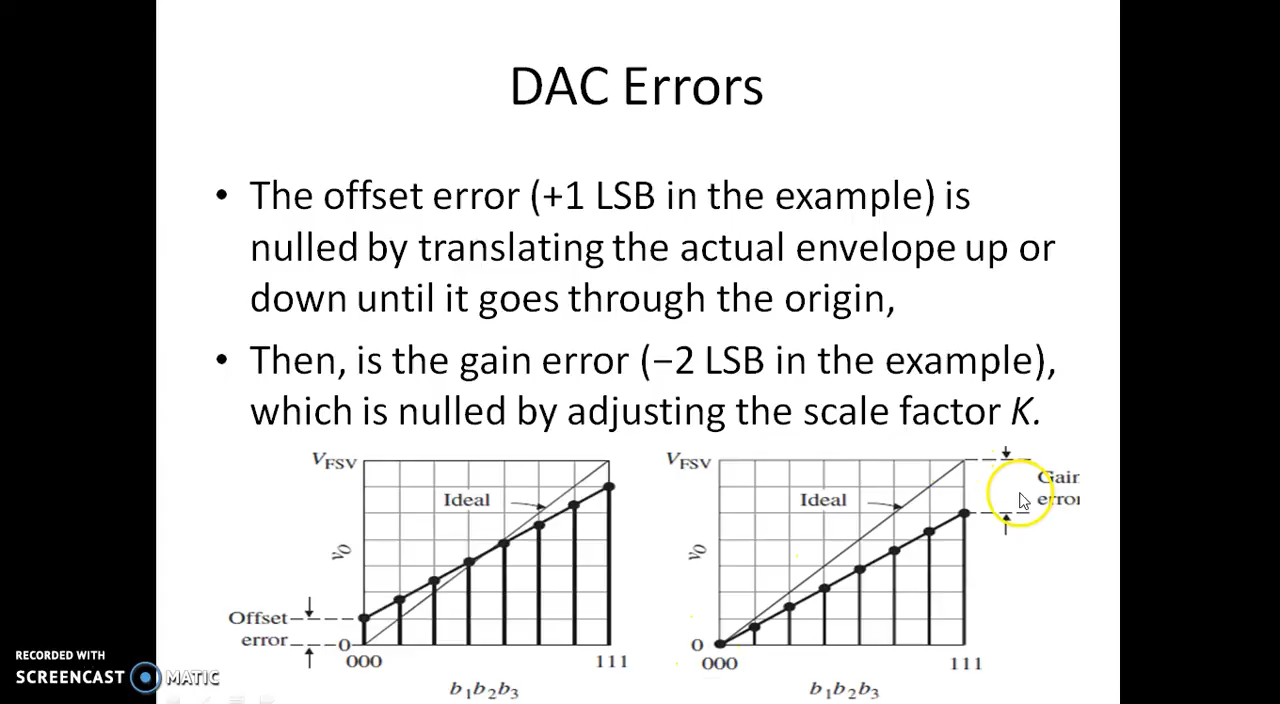 DAC Errors
• The offset error (+1 LSB in the example) is
nulled by translating the actual envelope up or
down until it goes through the origin,
• Then, is the gain error (−2 LSB in the example),
which is nulled by adjusting the scale factor K.
VFSV
Ideal
vO
Offset
error
0
000
111
b1b2b3
VFSV
Ideal
vO
0
000
111
b1b2b3
Gain
error
RECORDED WITH
SCREENCAST MATIC